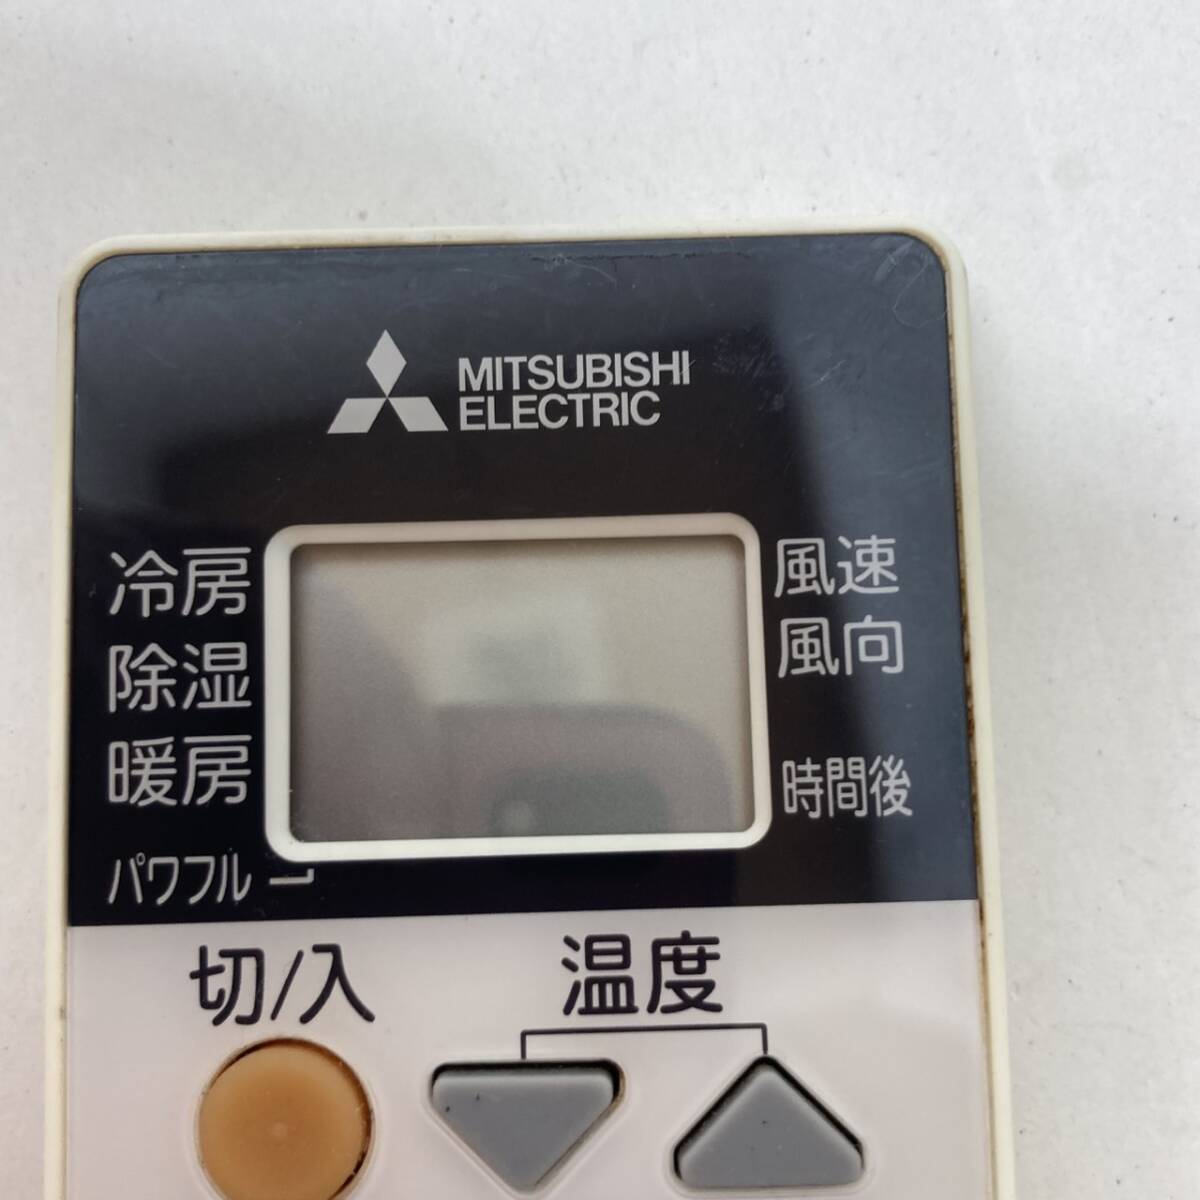 MITSUBISHI
ELECTRIC
冷房
除湿
暖房
パワフル
風速
風向
時間後
切/入
温度